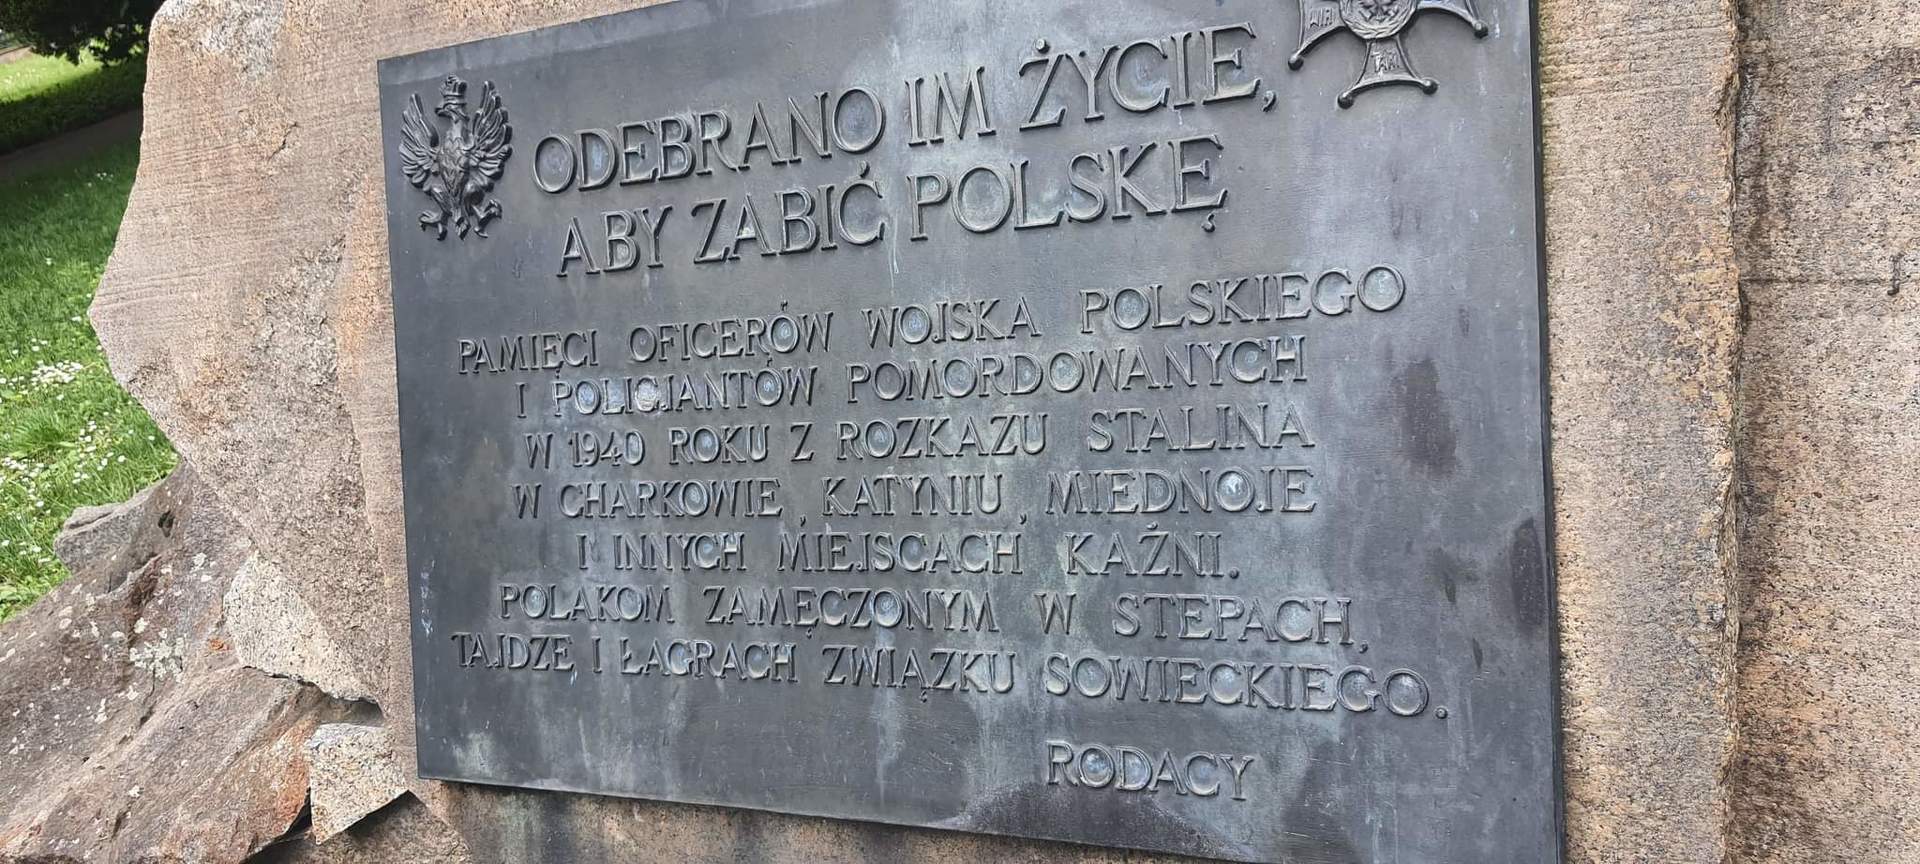 ODEBRANO IM ŻYCIE,
ABY ZABIĆ POLSKĘ
PAMIĘCI OFICERÓW WOJSKA POLSKIEGO
I POLICJANTÓW POMORDOWANYCH
W 1940 ROKU Z ROZKAZU STALINA
W CHARKOWIE, KATYNIU, MIEDNOJE
I INNYCH MIEJSCACH KAŹNI.
POLAKOM ZAMĘCZONYM W STEPACH,
TAJDZE I ŁAGRACH ZWIĄZKU SOWIECKIEGO.
RODACY